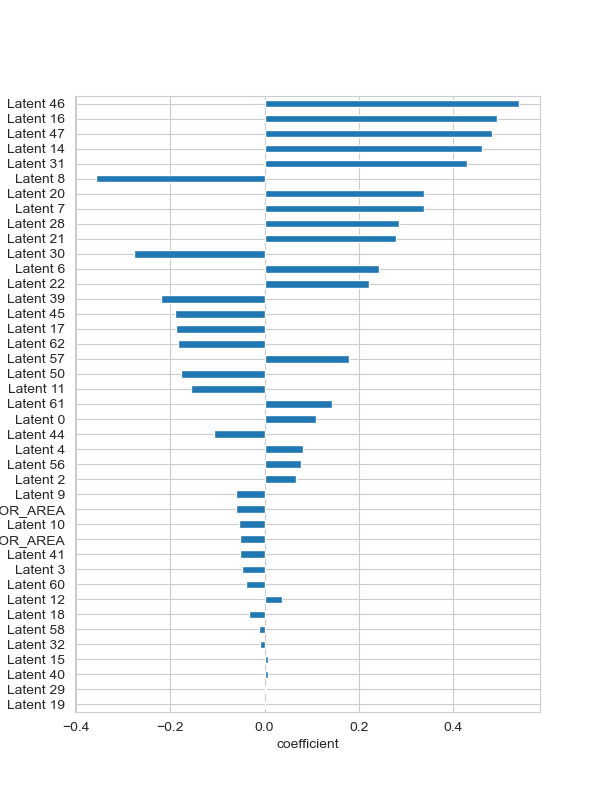 Latent 46
Latent 16
Latent 47
Latent 14
Latent 31
Latent 8
Latent 20
Latent 7
Latent 28
Latent 21
Latent 30
Latent 6
Latent 22
Latent 39
Latent 45
Latent 17
Latent 62
Latent 57
Latent 50
Latent 11
Latent 61
Latent 0
Latent 44
Latent 4
Latent 56
Latent 2
Latent 9
OR_AREA
Latent 10
OR_AREA
Latent 41
Latent 3
Latent 60
Latent 12
Latent 18
Latent 58
Latent 32
Latent 15
Latent 40
Latent 29
Latent 19
−0.4 −0.2 0.0 0.2 0.4
coefficient